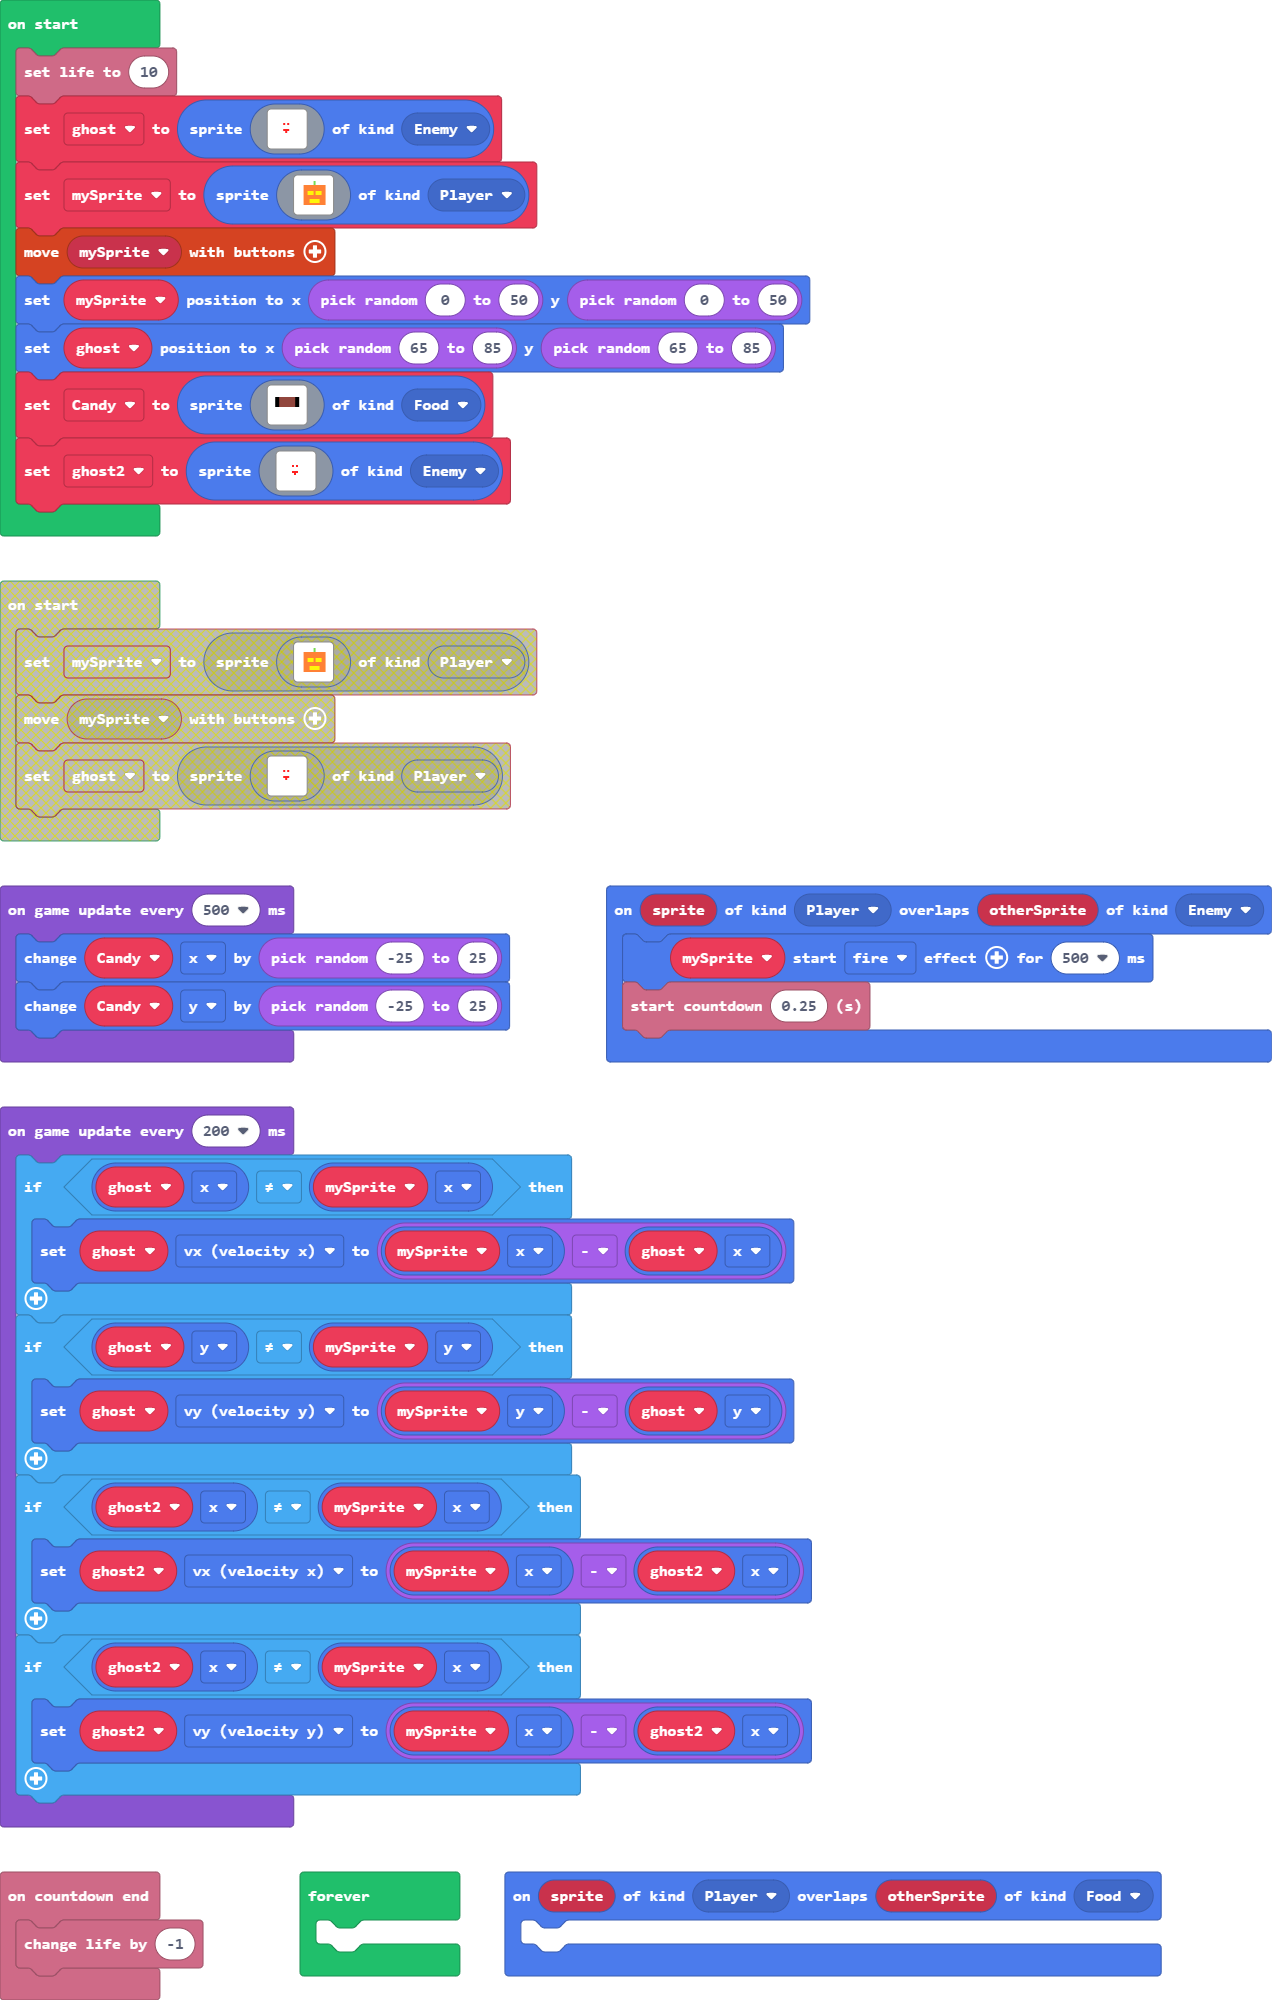 on start
set life to 10
set ghost to sprite of kind Enemy
set mySprite to sprite of kind Player
move mySprite with buttons
set mySprite position to x pick random 0 to 50 y pick random 0 to 50
set ghost position to x pick random 65 to 85 y pick random 65 to 85
set Candy to sprite of kind Food
set ghost2 to sprite of kind Enemy
on start
set mySprite to sprite of kind Player
move mySprite with buttons
set ghost to sprite of kind Player
on game update every 500 ms
change Candy x by pick random -25 to 25
change Candy y by pick random -25 to 25
on sprite of kind Player overlaps otherSprite of kind Enemy
mySprite start fire effect for 500 ms
start countdown 0.25 (s)
on game update every 200 ms
if ghost x ≠ mySprite x then
set ghost vx (velocity x) to mySprite x - ghost x
if ghost y ≠ mySprite y then
set ghost vy (velocity y) to mySprite y - ghost y
if ghost2 x ≠ mySprite x then
set ghost2 vx (velocity x) to mySprite x - ghost2 x
if ghost2 x ≠ mySprite x then
set ghost2 vy (velocity y) to mySprite x - ghost2 x
on countdown end
change life by -1
forever
on sprite of kind Player overlaps otherSprite of kind Food